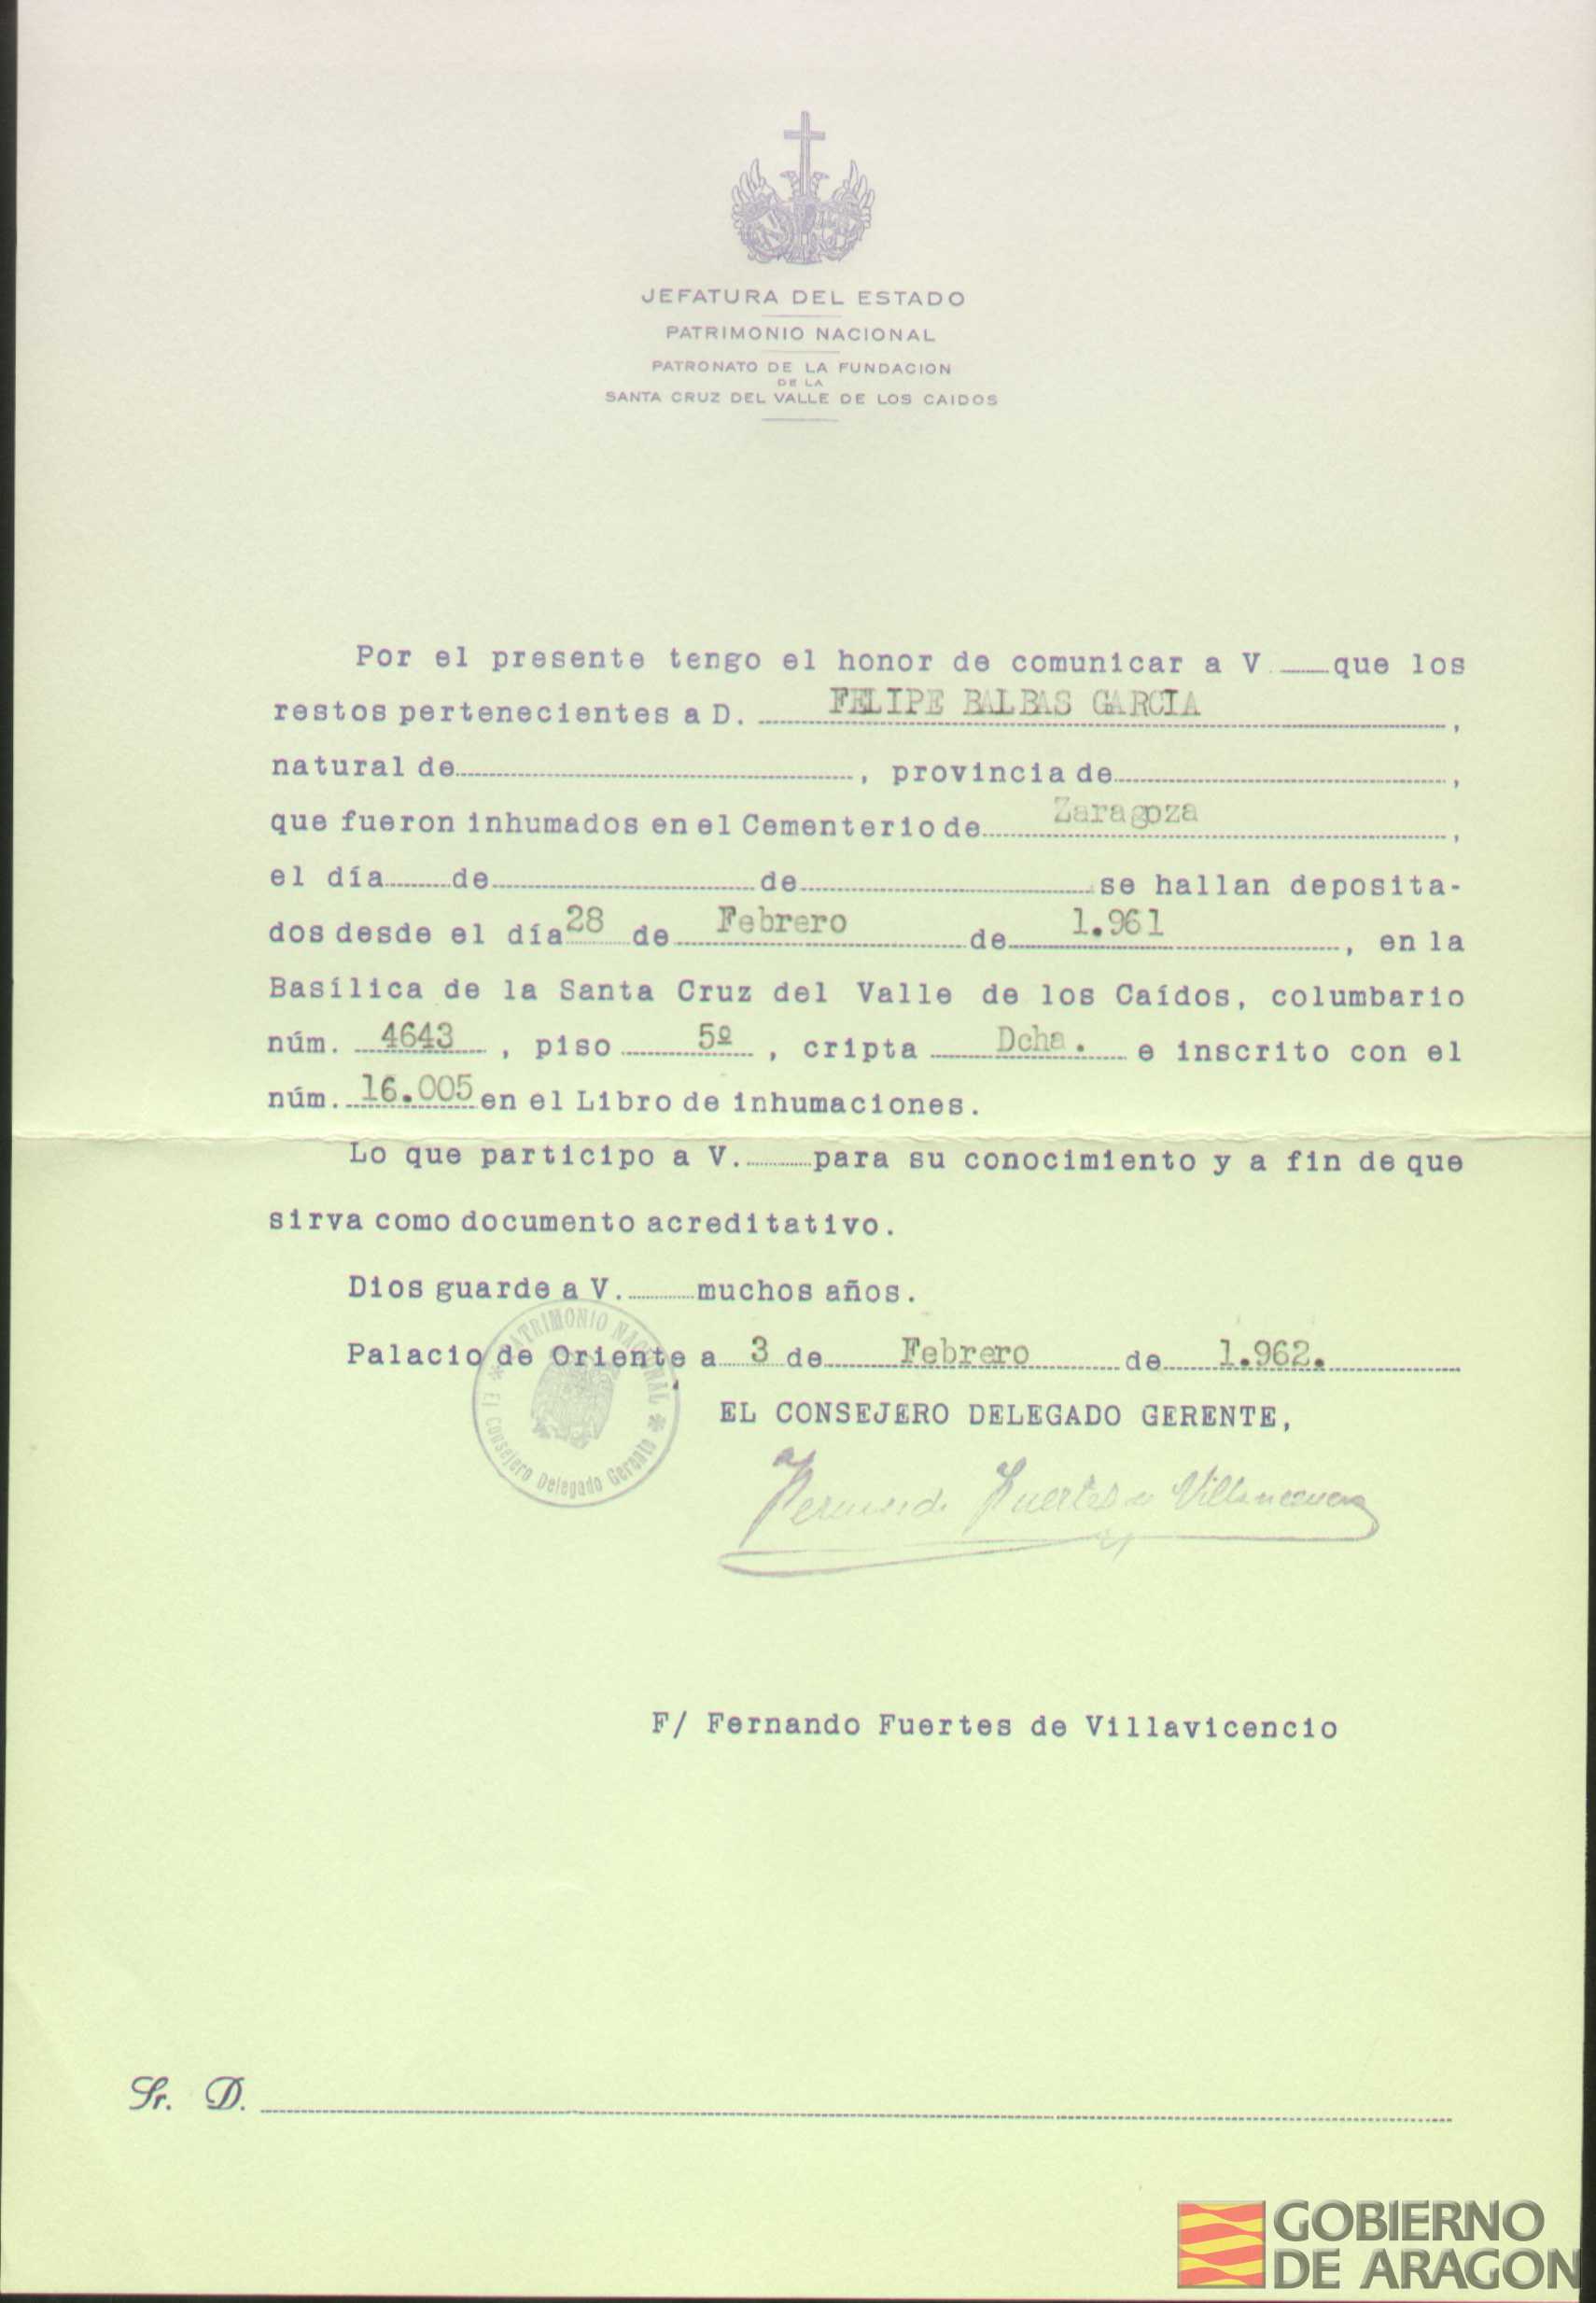 JEFATURA DEL ESTADO
PATRIMONIO NACIONAL
PATRONATO DE LA FUNDACION
DE LA
SANTA CRUZ DEL VALLE DE LOS CAIDOS
Por el presente tengo el honor de comunicar a V que los
restos pertenecientes a D. FELIPE BALBAS GARCIA,
natural de, provincia de,
que fueron inhumados en el Cementerio de Zaragoza,
el día de de se hallan deposita-
dos desde el día 28 de Febrero de 1.961, en la
Basílica de la Santa Cruz del Valle de los Caídos, columbario
núm. 4643, piso 5º, cripta Dcha. e inscrito con el
núm. 16.005 en el Libro de inhumaciones.
Lo que participo a V. para su conocimiento y a fin de que
sirva como documento acreditativo.
Dios guarde a V. muchos años.
Palacio de Oriente, a 3 de Febrero de 1.962.
PATRIMONIO NACIONAL
El Consejero Delegado Gerente
EL CONSEJERO DELEGADO GERENTE,
F/ Fernando Fuertes de Villavicencio
Sr. D.
GOBIERNO
DE ARAGON